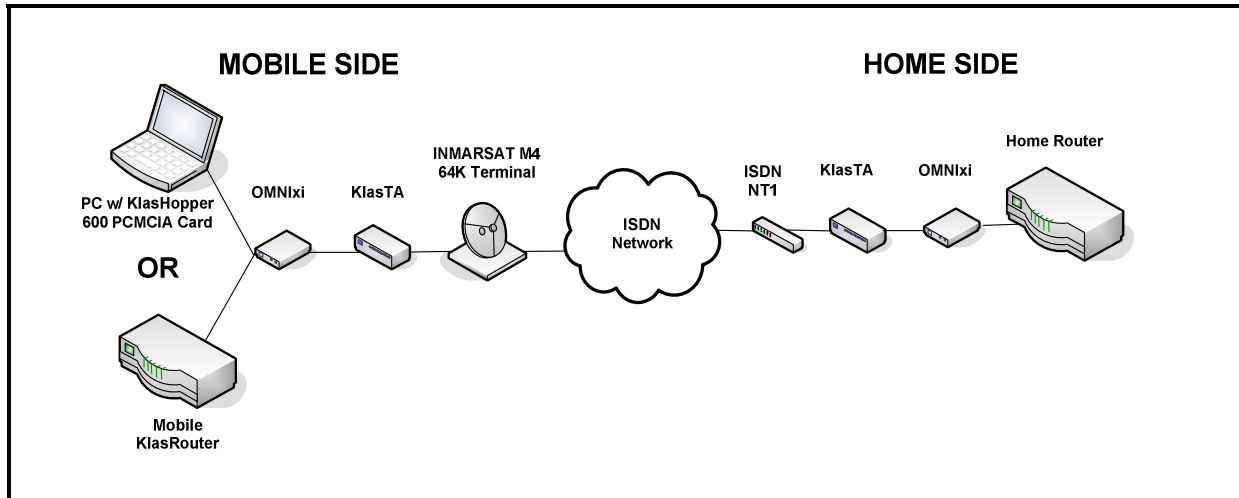 MOBILE SIDE
HOME SIDE
PC w/ KlasHopper
600 PCMCIA Card
OR
Mobile
KlasRouter
OMNIxi
KlasTA
INMARSAT M4
64K Terminal
ISDN
Network
ISDN
NT1
KlasTA
OMNIxi
Home Router